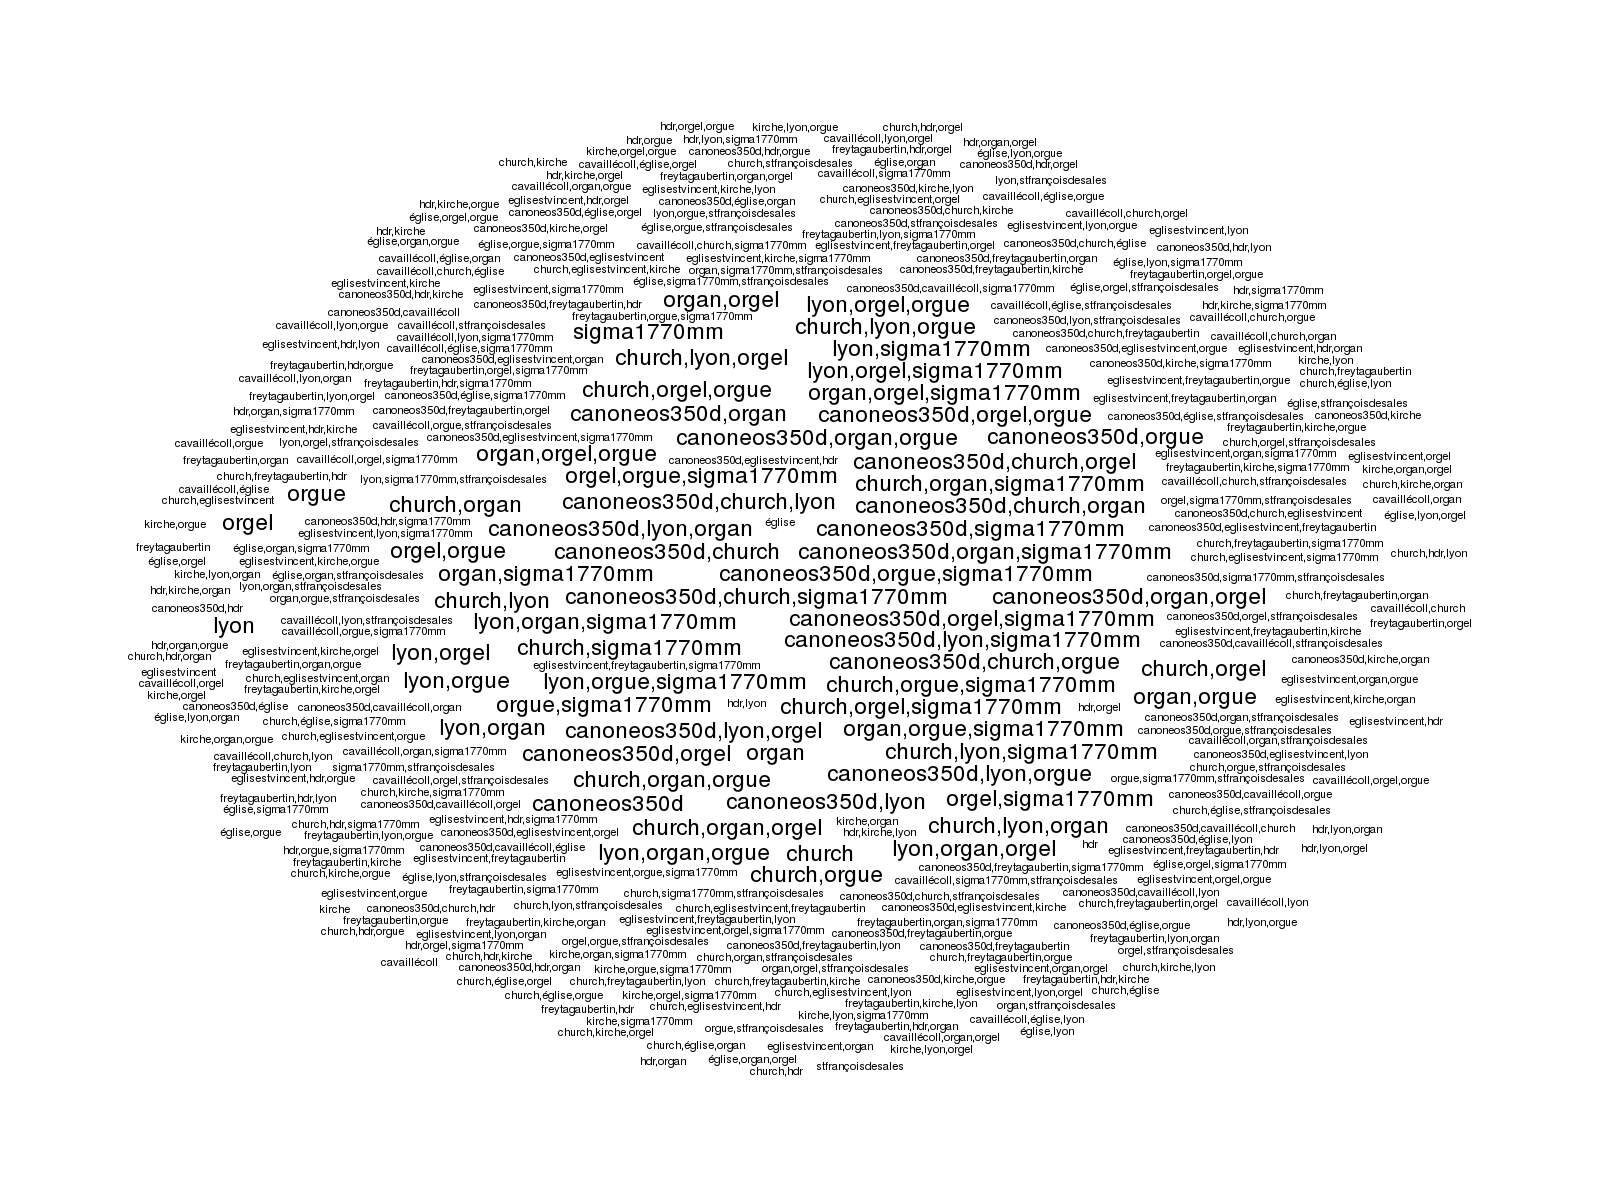 hdr,orgel,orgue kirche,lyon,orgue church,hdr,orgel
hdr,orgue hdr,lyon,sigma1770mm cavaillécoll,lyon,orgel hdr,organ,orgel
kirche,orgel,orgue canoneos350d,hdr,orgue freytagaubertin,hdr,orgel église,lyon,orgue
church,kirche cavaillécoll,église,orgel church,stfrançoisdesales église,organ canoneos350d,hdr,orgel
hdr,kirche,orgel freytagaubertin,organ,orgel cavaillécoll,sigma1770mm lyon,stfrançoisdesales
cavaillécoll,organ,orgue eglisestvincent,kirche,lyon canoneos350d,kirche,lyon cavaillécoll,église,orgue
hdr,kirche,orgue eglisestvincent,hdr,orgel canoneos350d,église,organ church,eglisestvincent,orgel
église,orgel,orgue canoneos350d,église,orgel lyon,orgue,stfrançoisdesales canoneos350d,church,kirche cavaillécoll,church,orgel
hdr,kirche canoneos350d,kirche,orgel église,orgue,stfrançoisdesales canoneos350d,stfrançoisdesales eglisestvincent,lyon,orgue eglisestvincent,lyon
freytagaubertin,lyon,sigma1770mm
église,organ,orgue église,orgue,sigma1770mm cavaillécoll,church,sigma1770mm eglisestvincent,freytagaubertin,orgel canoneos350d,church,église canoneos350d,hdr,lyon
cavaillécoll,église,organ canoneos350d,eglisestvincent eglisestvincent,kirche,sigma1770mm canoneos350d,freytagaubertin,organ église,lyon,sigma1770mm
cavaillécoll,church,église church,eglisestvincent,kirche organ,sigma1770mm,stfrançoisdesales canoneos350d,freytagaubertin,kirche freytagaubertin,orgel,orgue
eglisestvincent,kirche église,sigma1770mm,stfrançoisdesales
canoneos350d,hdr,kirche eglisestvincent,sigma1770mm canoneos350d,cavaillécoll,sigma1770mm église,orgel,stfrançoisdesales hdr,sigma1770mm
canoneos350d,cavaillécoll canoneos350d,freytagaubertin,hdr organ,orgel lyon,orgel,orgue cavaillécoll,église,stfrançoisdesales hdr,kirche,sigma1770mm
freytagaubertin,orgue,sigma1770mm
cavaillécoll,lyon,orgue cavaillécoll,stfrançoisdesales sigma1770mm church,lyon,orgue canoneos350d,lyon,stfrançoisdesales cavaillécoll,church,orgue
eglisestvincent,hdr,lyon cavaillécoll,lyon,sigma1770mm canoneos350d,church,freytagaubertin cavaillécoll,church,organ
cavaillécoll,église,sigma1770mm lyon,sigma1770mm canoneos350d,eglisestvincent,orgue eglisestvincent,hdr,organ
freytagaubertin,hdr,orgue canoneos350d,eglisestvincent,organ church,lyon,orgel canoneos350d,kirche,sigma1770mm kirche,lyon
cavaillécoll,lyon,organ freytagaubertin,orgel,sigma1770mm lyon,orgel,sigma1770mm eglisestvincent,freytagaubertin,orgue church,freytagaubertin
freytagaubertin,hdr,sigma1770mm church,église,lyon
freytagaubertin,lyon,orgel canoneos350d,église,sigma1770mm church,orgel,orgue organ,orgel,sigma1770mm eglisestvincent,freytagaubertin,organ église,stfrançoisdesales
hdr,organ,sigma1770mm canoneos350d,freytagaubertin,orgel canoneos350d,organ canoneos350d,orgel,orgue canoneos350d,église,stfrançoisdesales canoneos350d,kirche
eglisestvincent,hdr,kirche cavaillécoll,orgue,stfrançoisdesales freytagaubertin,kirche,orgue
cavaillécoll,orgue lyon,orgel,stfrançoisdesales canoneos350d,eglisestvincent,sigma1770mm canoneos350d,organ,orgue canoneos350d,orgue church,orgel,stfrançoisdesales
freytagaubertin,organ cavaillécoll,orgel,sigma1770mm organ,orgel,orgue canoneos350d,eglisestvincent,hdr canoneos350d,church,orgel eglisestvincent,organ,sigma1770mm eglisestvincent,orgel
church,freytagaubertin,hdr lyon,sigma1770mm,stfrançoisdesales orgel,orgue,sigma1770mm freytagaubertin,kirche,sigma1770mm kirche,organ,orgel
cavaillécoll,église orgue church,organ,sigma1770mm cavaillécoll,church,stfrançoisdesales church,kirche,organ
church,eglisestvincent church,organ canoneos350d,church,lyon canoneos350d,church,organ orgel,sigma1770mm,stfrançoisdesales cavaillécoll,organ
kirche,orgue orgel canoneos350d,hdr,sigma1770mm canoneos350d,church,eglisestvincent église,lyon,orgel
eglisestvincent,lyon,sigma1770mm canoneos350d,lyon,organ église canoneos350d,sigma1770mm canoneos350d,eglisestvincent,freytagaubertin
freytagaubertin église,organ,sigma1770mm orgel,orgue canoneos350d,church canoneos350d,organ,sigma1770mm church,freytagaubertin,sigma1770mm church,hdr,lyon
église,orgel eglisestvincent,kirche,orgue church,eglisestvincent,sigma1770mm
kirche,lyon,organ église,organ,stfrançoisdesales organ,sigma1770mm canoneos350d,orgue,sigma1770mm canoneos350d,sigma1770mm,stfrançoisdesales
hdr,kirche,organ lyon,organ,stfrançoisdesales
organ,orgue,stfrançoisdesales church,lyon canoneos350d,church,sigma1770mm canoneos350d,organ,orgel church,freytagaubertin,organ
canoneos350d,hdr cavaillécoll,church
lyon cavaillécoll,lyon,stfrançoisdesales lyon,organ,sigma1770mm canoneos350d,orgel,sigma1770mm canoneos350d,orgel,stfrançoisdesales freytagaubertin,orgel
cavaillécoll,orgue,sigma1770mm eglisestvincent,freytagaubertin,kirche
hdr,organ,orgue church,sigma1770mm canoneos350d,lyon,sigma1770mm canoneos350d,cavaillécoll,stfrançoisdesales
church,hdr,organ eglisestvincent,kirche,orgel lyon,orgel
eglisestvincent freytagaubertin,organ,orgue eglisestvincent,freytagaubertin,sigma1770mm canoneos350d,church,orgue church,orgel canoneos350d,kirche,organ
cavaillécoll,orgel church,eglisestvincent,organ lyon,orgue lyon,orgue,sigma1770mm church,orgue,sigma1770mm eglisestvincent,organ,orgue
kirche,orgel freytagaubertin,kirche,orgel
canoneos350d,église canoneos350d,cavaillécoll,organ orgue,sigma1770mm hdr,lyon church,orgel,sigma1770mm hdr,orgel organ,orgue eglisestvincent,kirche,organ
église,lyon,organ church,église,sigma1770mm canoneos350d,organ,stfrançoisdesales eglisestvincent,hdr
kirche,organ,orgue church,eglisestvincent,orgue lyon,organ canoneos350d,lyon,orgel organ,orgue,sigma1770mm canoneos350d,orgue,stfrançoisdesales
cavaillécoll,organ,stfrançoisdesales
cavaillécoll,church,lyon cavaillécoll,organ,sigma1770mm canoneos350d,orgel organ church,lyon,sigma1770mm canoneos350d,eglisestvincent,lyon
freytagaubertin,lyon sigma1770mm,stfrançoisdesales church,orgue,stfrançoisdesales
eglisestvincent,hdr,orgue cavaillécoll,orgel,stfrançoisdesales church,organ,orgue canoneos350d,lyon,orgue orgue,sigma1770mm,stfrançoisdesales cavaillécoll,orgel,orgue
freytagaubertin,hdr,lyon church,kirche,sigma1770mm canoneos350d,cavaillécoll,orgue
église,sigma1770mm canoneos350d,cavaillécoll,orgel canoneos350d canoneos350d,lyon orgel,sigma1770mm church,église,stfrançoisdesales
church,hdr,sigma1770mm eglisestvincent,hdr,sigma1770mm kirche,organ
église,orgue freytagaubertin,lyon,orgue canoneos350d,eglisestvincent,orgel church,organ,orgel hdr,kirche,lyon church,lyon,organ canoneos350d,cavaillécoll,church hdr,lyon,organ
hdr,orgue,sigma1770mm canoneos350d,cavaillécoll,église hdr canoneos350d,église,lyon
freytagaubertin,kirche eglisestvincent,freytagaubertin lyon,organ,orgue church lyon,organ,orgel eglisestvincent,freytagaubertin,hdr hdr,lyon,orgel
church,kirche,orgue église,lyon,stfrançoisdesales eglisestvincent,orgue,sigma1770mm church,orgue canoneos350d,freytagaubertin,sigma1770mm église,orgel,sigma1770mm
cavaillécoll,sigma1770mm,stfrançoisdesales eglisestvincent,orgel,orgue
eglisestvincent,orgue freytagaubertin,sigma1770mm church,sigma1770mm,stfrançoisdesales canoneos350d,church,stfrançoisdesales canoneos350d,cavaillécoll,lyon
kirche canoneos350d,church,hdr church,lyon,stfrançoisdesales church,eglisestvincent,freytagaubertin canoneos350d,eglisestvincent,kirche church,freytagaubertin,orgel cavaillécoll,lyon
freytagaubertin,orgue freytagaubertin,kirche,organ eglisestvincent,freytagaubertin,lyon freytagaubertin,organ,sigma1770mm canoneos350d,église,orgue hdr,lyon,orgue
church,hdr,orgue eglisestvincent,lyon,organ eglisestvincent,orgel,sigma1770mm canoneos350d,freytagaubertin,orgue freytagaubertin,lyon,organ
hdr,orgel,sigma1770mm orgel,orgue,stfrançoisdesales canoneos350d,freytagaubertin,lyon canoneos350d,freytagaubertin orgel,stfrançoisdesales
cavaillécoll church,hdr,kirche kirche,organ,sigma1770mm church,organ,stfrançoisdesales church,freytagaubertin,orgue
canoneos350d,hdr,organ kirche,orgue,sigma1770mm organ,orgel,stfrançoisdesales eglisestvincent,organ,orgel church,kirche,lyon
church,église,orgel church,freytagaubertin,lyon church,freytagaubertin,kirche canoneos350d,kirche,orgue freytagaubertin,hdr,kirche
church,église,orgue kirche,orgel,sigma1770mm church,eglisestvincent,lyon eglisestvincent,lyon,orgel church,église
freytagaubertin,hdr church,eglisestvincent,hdr freytagaubertin,kirche,lyon organ,stfrançoisdesales
kirche,sigma1770mm kirche,lyon,sigma1770mm cavaillécoll,église,lyon
church,kirche,orgel orgue,stfrançoisdesales freytagaubertin,hdr,organ église,lyon
church,église,organ eglisestvincent,organ cavaillécoll,organ,orgel
kirche,lyon,orgel
hdr,organ église,organ,orgel
church,hdr stfrançoisdesales